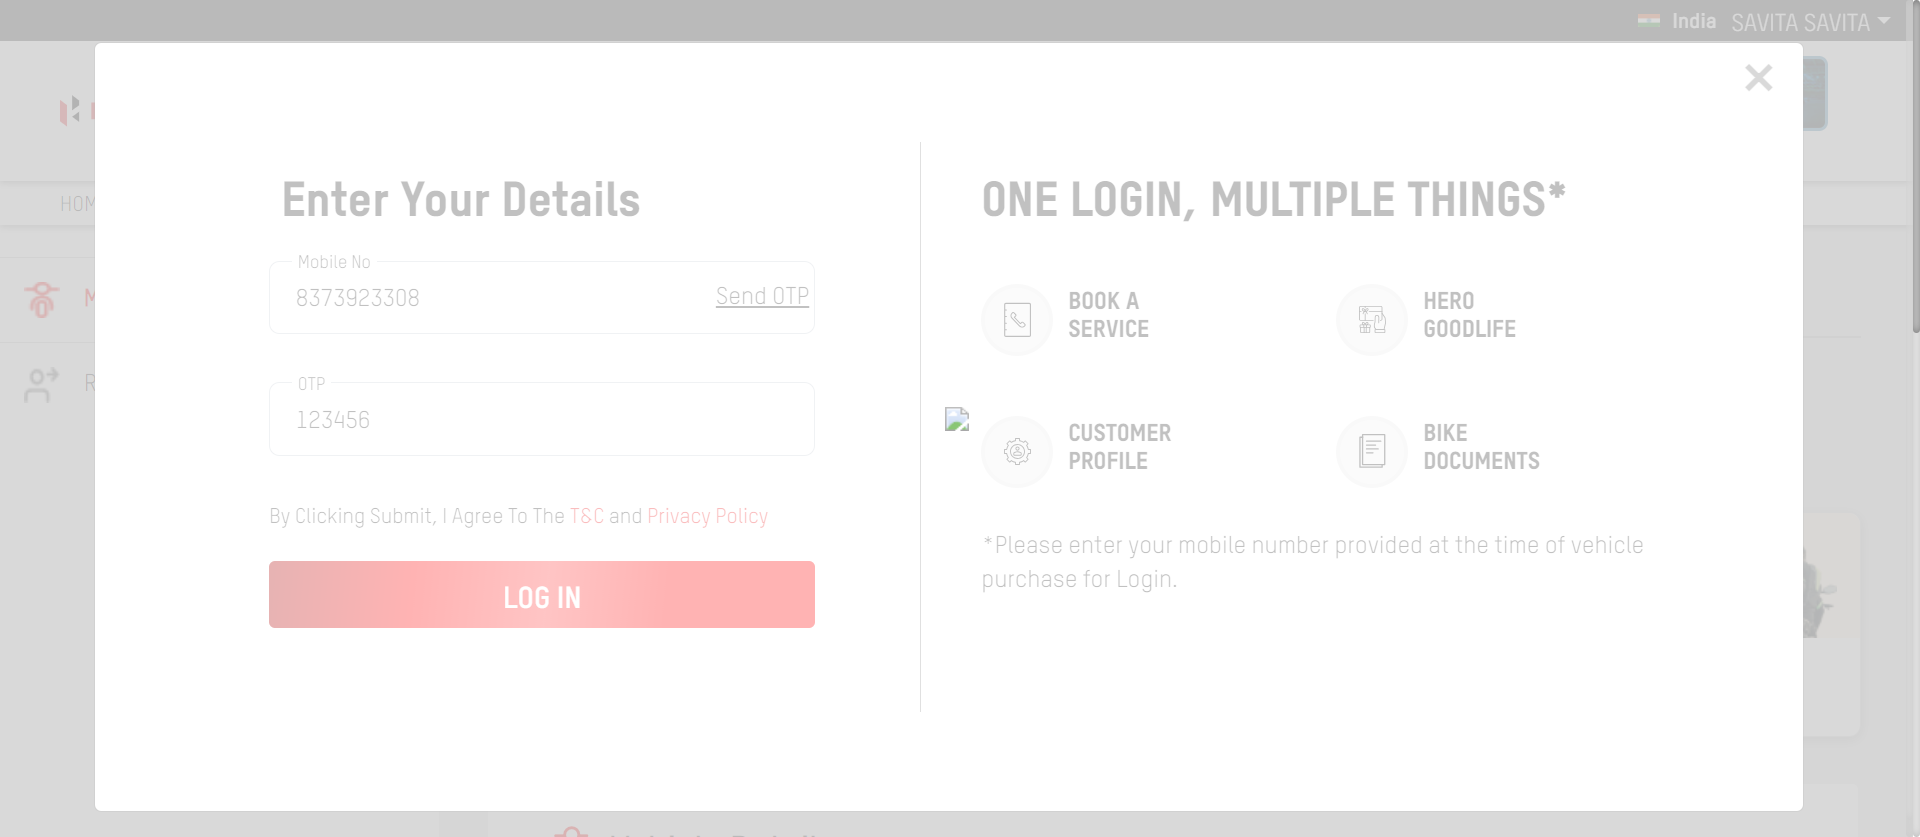 India SAVITA SAVITA
HOM
M
R
Enter Your Details
Mobile No
8373923308 Send OTP
OTP
123456
By Clicking Submit, I Agree To The T&C and Privacy Policy
LOG IN
ONE LOGIN, MULTIPLE THINGS*
BOOK A
SERVICE
HERO
GOODLIFE
CUSTOMER
PROFILE
BIKE
DOCUMENTS
*Please enter your mobile number provided at the time of vehicle
purchase for Login.